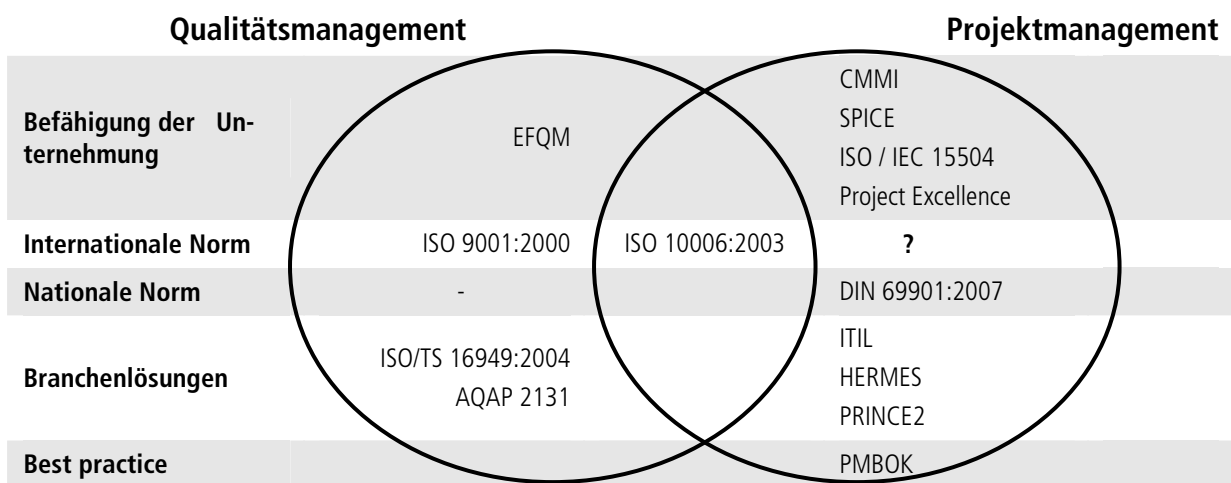 Qualitätsmanagement Projektmanagement
CMMI
Befähigung der Un- EFQM SPICE
ternehmung ISO / IEC 15504
Project Excellence
Internationale Norm ISO 9001:2000 ISO 10006:2003 ?
Nationale Norm - DIN 69901:2007
ITIL
ISO/TS 16949:2004
Branchenlösungen HERMES
AQAP 2131
PRINCE2
Best practice PMBOK